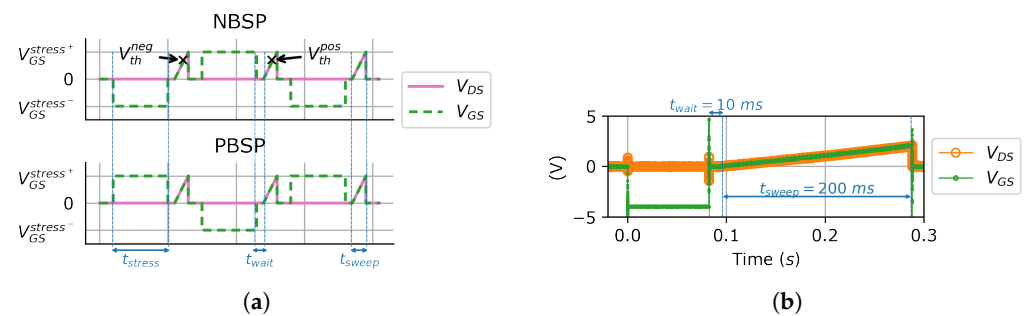 NBSP
V_GS^stress+
V_th^neg
V_th^pos
0
V_GS^stress−
V_DS
V_GS
PBSP
V_GS^stress+
0
V_GS^stress−
t_stress
t_wait
t_sweep
(a)
t_wait = 10 ms
5
0
−5
(V)
t_sweep = 200 ms
V_DS
V_GS
0.0 0.1 0.2 0.3
Time (s)
(b)